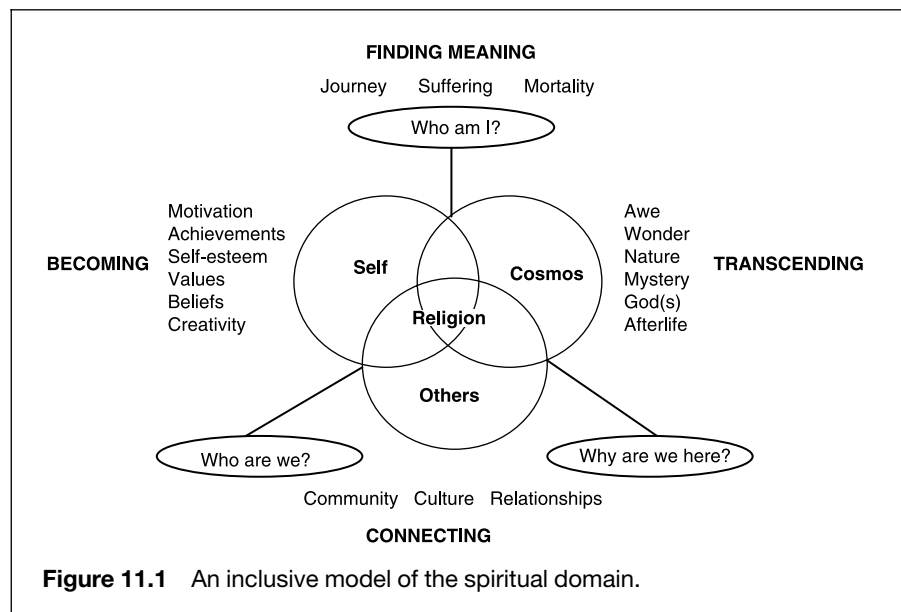 FINDING MEANING
Journey Suffering Mortality
Who am I?
Motivation
Achievements
Self-esteem
Values
Beliefs
Creativity
BECOMING
Self
Cosmos
Religion
Others
Awe
Wonder
Nature
Mystery
God(s)
Afterlife
TRANSCENDING
Who are we?
Why are we here?
Community Culture Relationships
CONNECTING
Figure 11.1 An inclusive model of the spiritual domain.